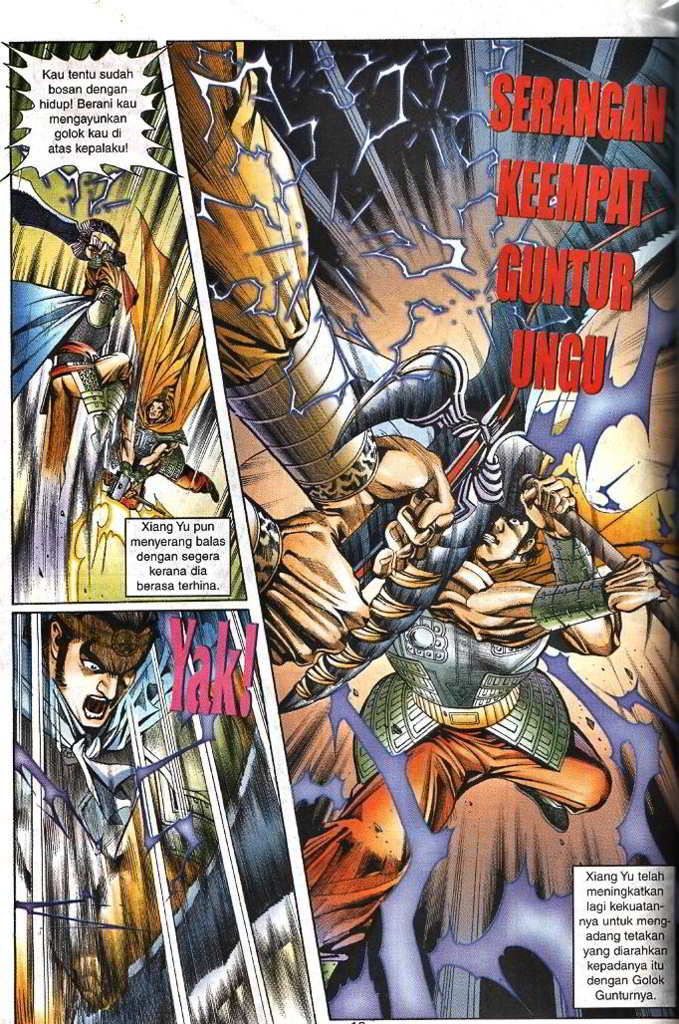 Kau tentu sudah
bosan dengan
hidup! Berani kau
mengayunkan
golok kau di
atas kepalaku!
SERANGAN
KEEMPAT
GUNTUR
UNGU
Xiang Yu pun
menyerang balas
dengan segera
kerana dia
berasa terhina.
Yak!
Xiang Yu telah
meningkatkan
lagi kekuatan-
nya untuk meng-
adang tetakan
yang diarahkan
kepadanya itu
dengan Golok
Gunturnya.